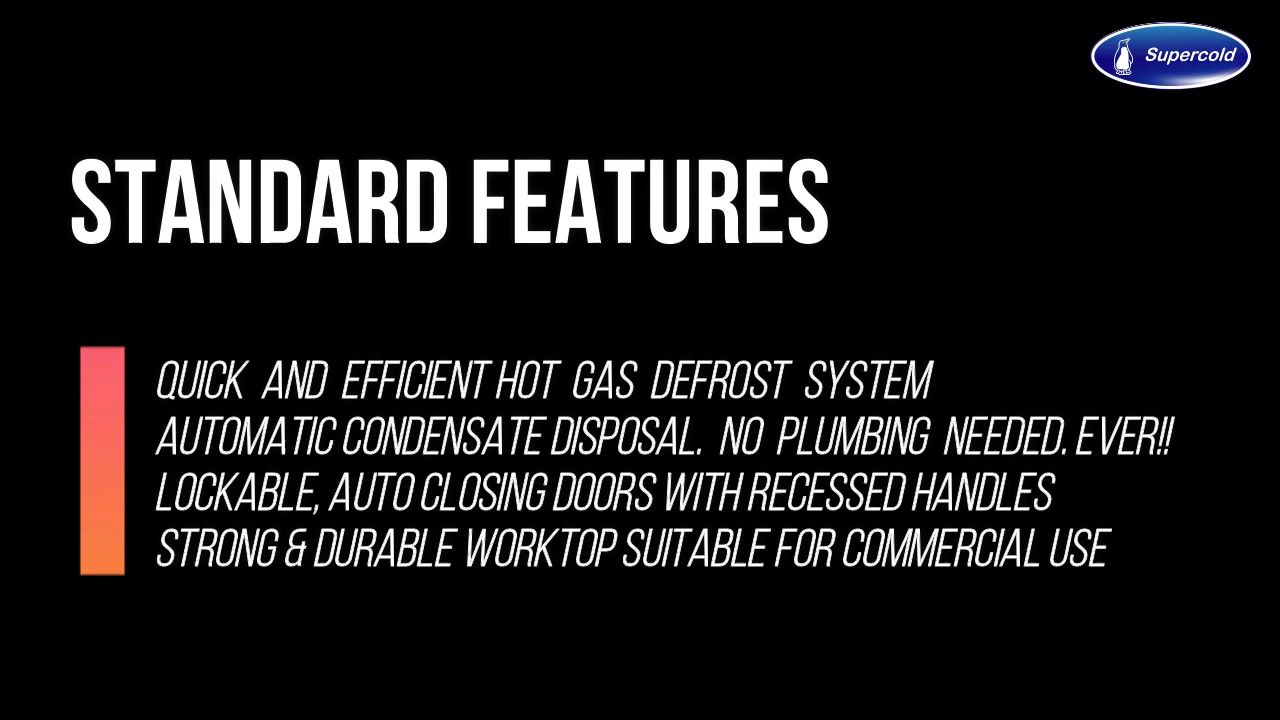 Supercold
STANDARD FEATURES
QUICK AND EFFICIENT HOT GAS DEFROST SYSTEM
AUTOMATIC CONDENSATE DISPOSAL. NO PLUMBING NEEDED. EVER!!
LOCKABLE, AUTO CLOSING DOORS WITH RECESSED HANDLES
STRONG & DURABLE WORKTOP SUITABLE FOR COMMERCIAL USE